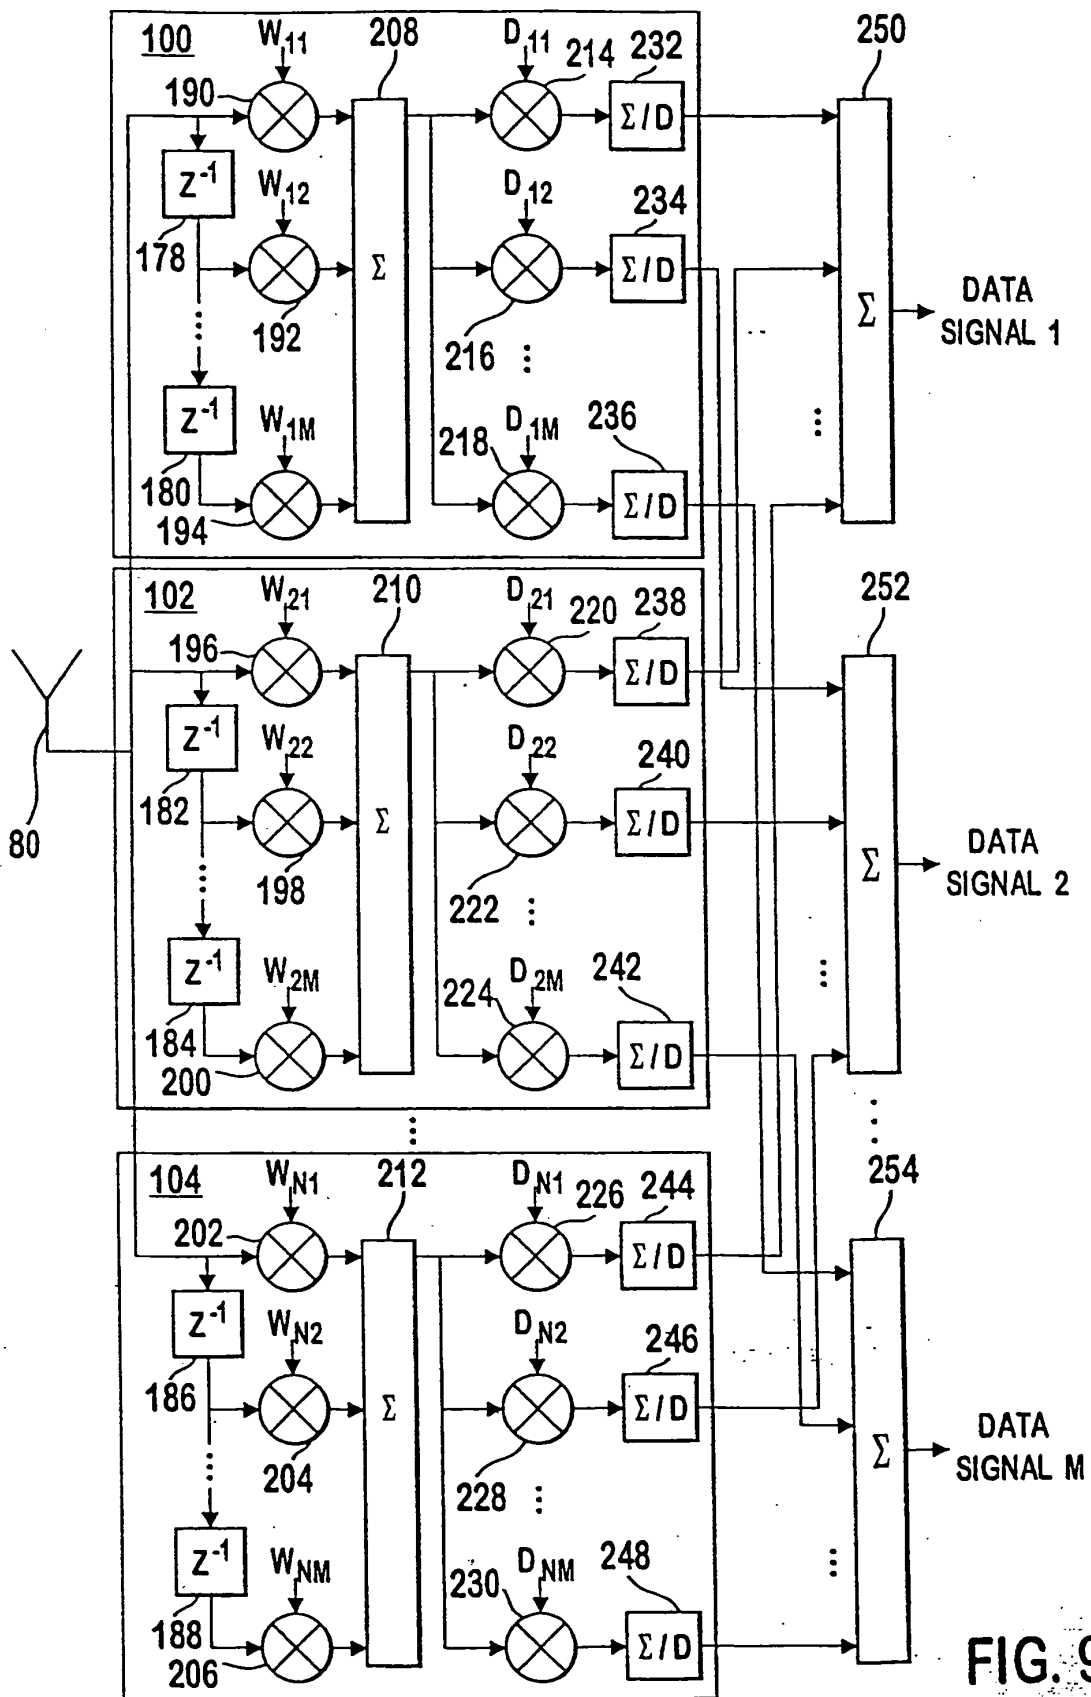 100 W11 208 D11 214 232 250
190
Σ/D
Z-1 W12 D12 234
178
Σ Σ/D
Σ DATA
SIGNAL 1
192 216
Z-1 W1M 218 D1M 236
180
194 Σ/D
102 W21 210 D21 220 238 252
196
Σ/D
Z-1 W22 D22 240
80 182
Σ Σ/D
Σ DATA
SIGNAL 2
198 222
Z-1 W2M 224 D2M 242
184
200 Σ/D
104 WN1 212 DN1 226 244 254
202
Σ/D
Z-1 WN2 DN2 246
186
Σ Σ/D
Σ DATA
SIGNAL M
204 228
Z-1 WNM 230 DNM 248
188
206 Σ/D
FIG. 9